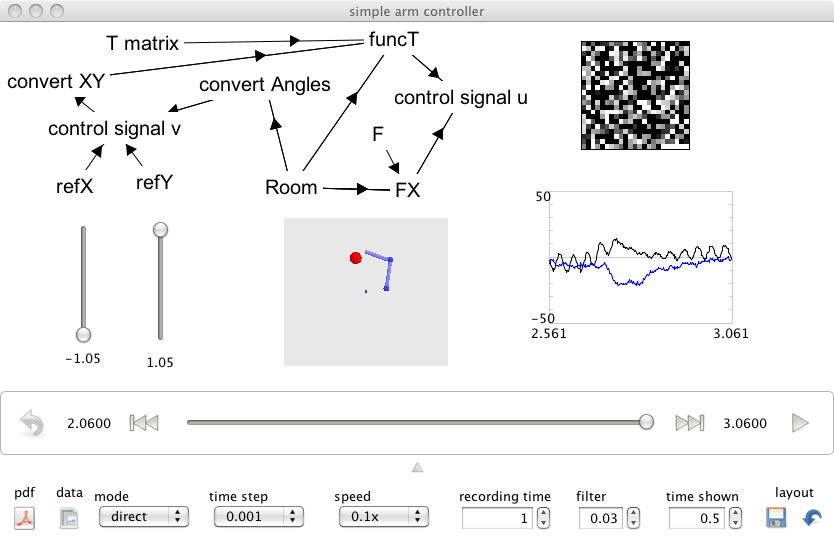 simple arm controller
T matrix
funcT
convert XY
convert Angles
control signal u
control signal v
F
refX
refY
Room
FX
50
-50
2.561
3.061
-1.05
1.05
2.0600
3.0600
pdf
data
mode
time step
speed
recording time
filter
time shown
layout
direct
0.001
0.1x
1
0.03
0.5